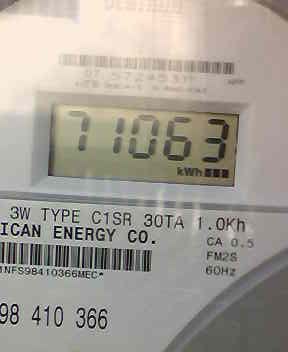 71063
kWh
3W TYPE C1SR 30TA 1.0Kh
ICAN ENERGY CO.
CA 0.5
FM2S
60Hz
1NFS98410366MEC*
98 410 366